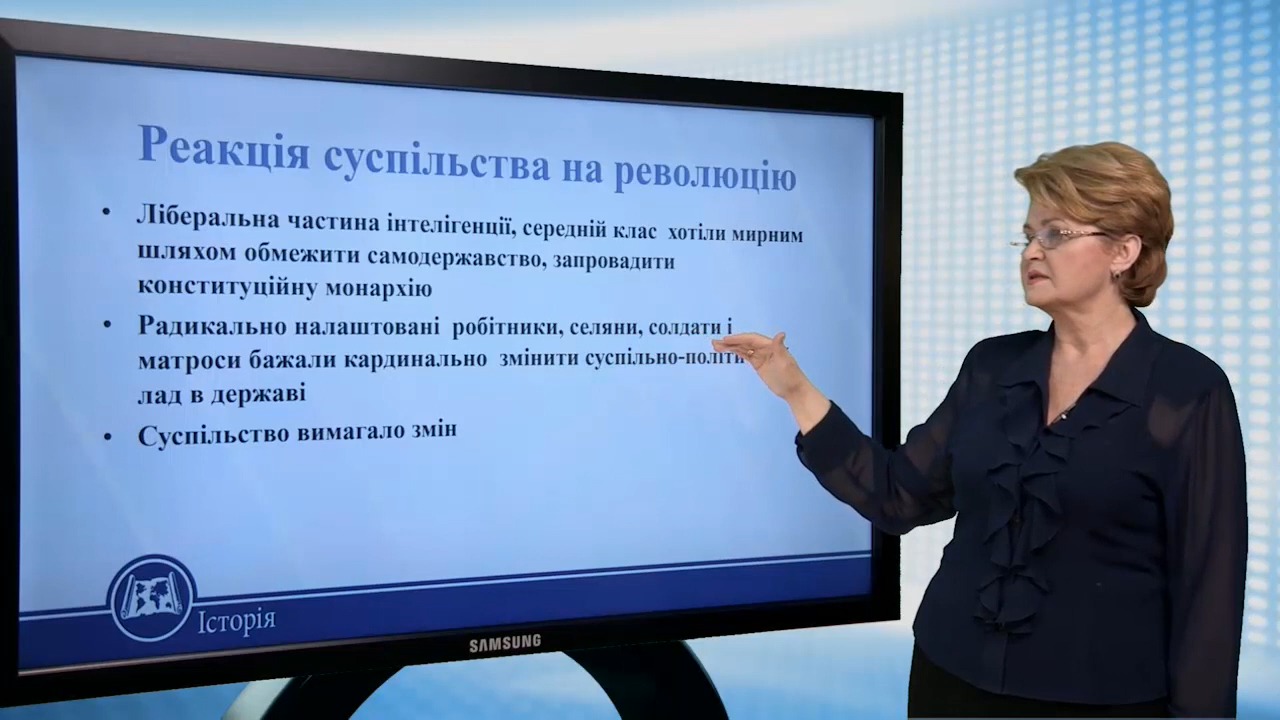 Реакція суспільства на революцію
• Ліберальна частина інтелігенції, середній клас хотіли мирним
шляхом обмежити самодержавство, запровадити
конституційну монархію
• Радикально налаштовані робітники, селяни, солдати і
матроси бажали кардинально змінити суспільно-політи
лад в державі
• Суспільство вимагало змін
Історія
SAMSUNG